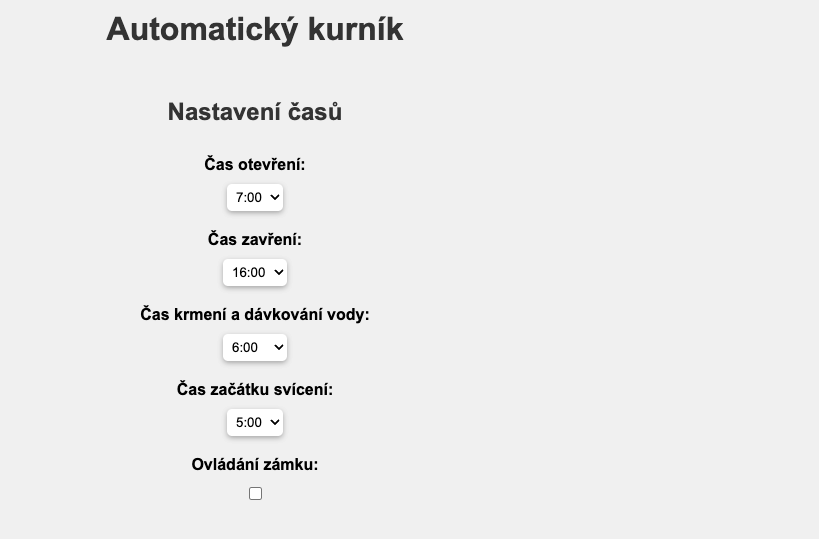 Automatický kurník
Nastavení časů
Čas otevření:
7:00
Čas zavření:
16:00
Čas krmení a dávkování vody:
6:00
Čas začátku svícení:
5:00
Ovládání zámku: